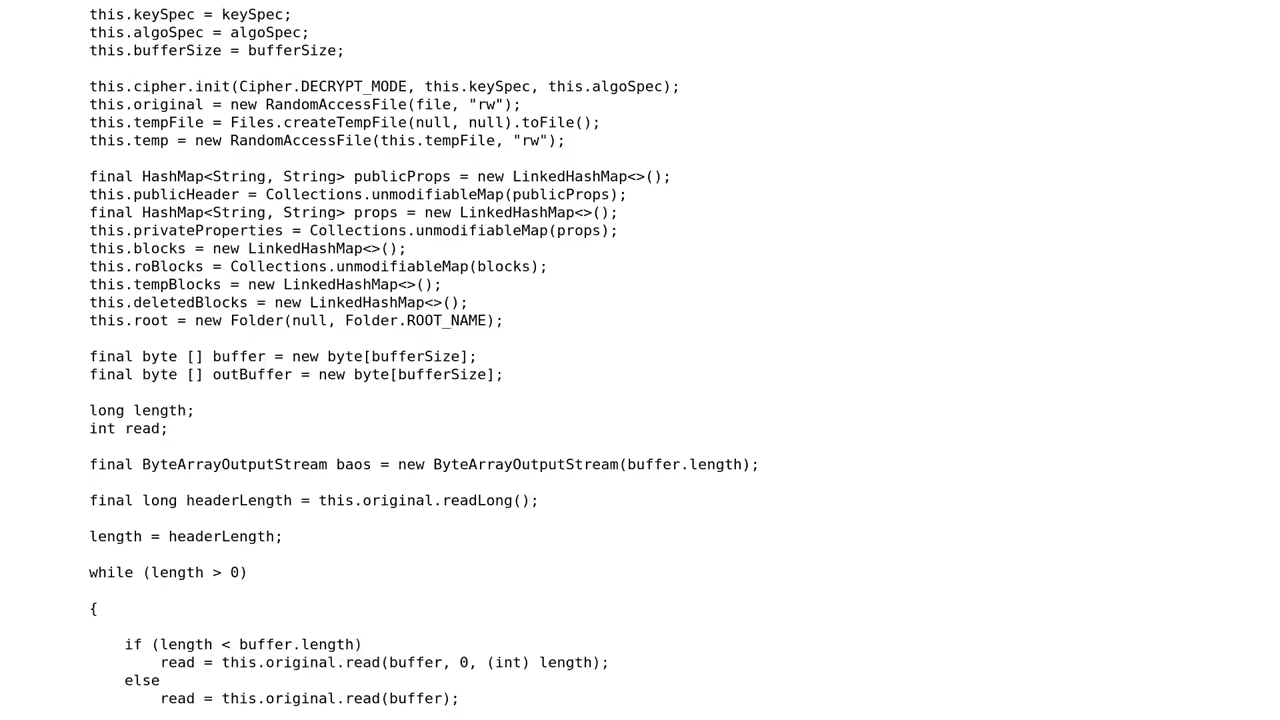 this.keySpec = keySpec;
this.algoSpec = algoSpec;
this.bufferSize = bufferSize;
this.cipher.init(Cipher.DECRYPT_MODE, this.keySpec, this.algoSpec);
this.original = new RandomAccessFile(file, "rw");
this.tempFile = Files.createTempFile(null, null).toFile();
this.temp = new RandomAccessFile(this.tempFile, "rw");
final HashMap<String, String> publicProps = new LinkedHashMap<>();
this.publicHeader = Collections.unmodifiableMap(publicProps);
final HashMap<String, String> props = new LinkedHashMap<>();
this.privateProperties = Collections.unmodifiableMap(props);
this.blocks = new LinkedHashMap<>();
this.roBlocks = Collections.unmodifiableMap(blocks);
this.tempBlocks = new LinkedHashMap<>();
this.deletedBlocks = new LinkedHashMap<>();
this.root = new Folder(null, Folder.ROOT_NAME);
final byte [] buffer = new byte[bufferSize];
final byte [] outBuffer = new byte[bufferSize];
long length;
int read;
final ByteArrayOutputStream baos = new ByteArrayOutputStream(buffer.length);
final long headerLength = this.original.readLong();
length = headerLength;
while (length > 0)
{
    if (length < buffer.length)
        read = this.original.read(buffer, 0, (int) length);
    else
        read = this.original.read(buffer);